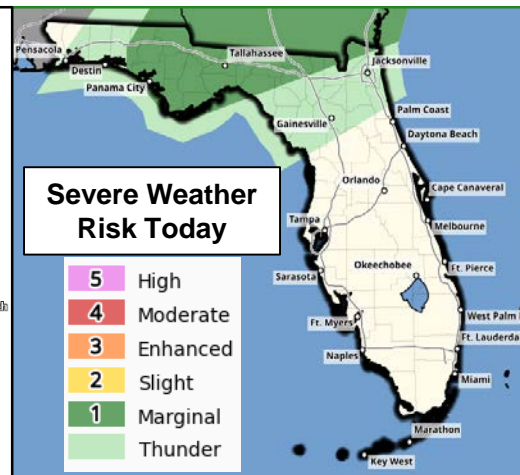 Pensacola
Destin
Panama City
Tallahassee
Jacksonville
Gainesville
Palm Coast
Daytona Beach
Orlando
Cape Canaveral
Tampa
Melbourne
Sarasota
Okeechobee
Ft. Pierce
Ft. Myers
West Palm
Ft. Lauderda
Naples
Miami
Marathon
Key West
Severe Weather
Risk Today
5 High
4 Moderate
3 Enhanced
2 Slight
1 Marginal
Thunder